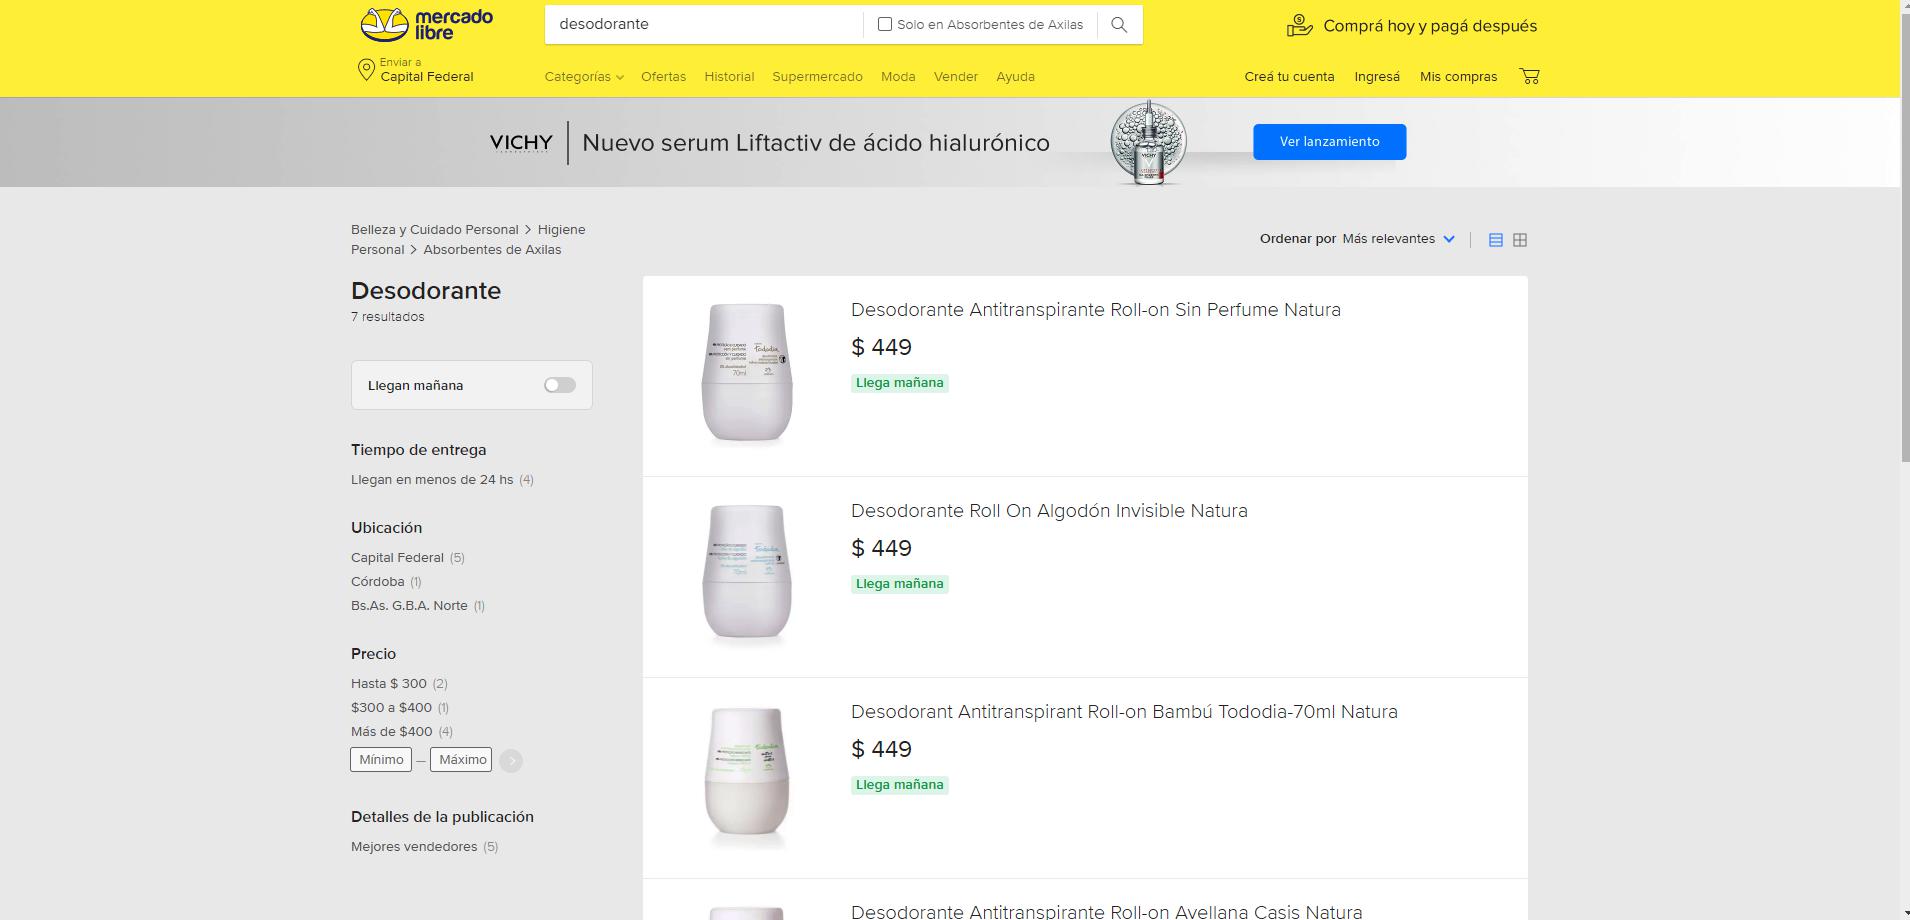 mercado
libre
desodorante
Solo en Absorbentes de Axilas
Comprá hoy y pagá después
Enviar a
Capital Federal
Categorías
Ofertas
Historial
Supermercado
Moda
Vender
Ayuda
Creá tu cuenta
Ingresá
Mis compras
VICHY
Nuevo serum Liftactiv de ácido hialurónico
VICHY
Ver lanzamiento
Belleza y Cuidado Personal > Higiene
Personal > Absorbentes de Axilas
Ordenar por Más relevantes
Desodorante
7 resultados
Llegan mañana
Tiempo de entrega
Llegan en menos de 24 hs (4)
Ubicación
Capital Federal (5)
Córdoba (1)
Bs.As. G.B.A. Norte (1)
Precio
Hasta $ 300 (2)
$300 a $400 (1)
Más de $400 (4)
Mínimo — Máximo
Detalles de la publicación
Mejores vendedores (5)
Desodorante Antitranspirante Roll-on Sin Perfume Natura
$ 449
Llega mañana
Tododia
70ml
Desodorante Roll On Algodón Invisible Natura
$ 449
Llega mañana
Desodorant Antitranspirant Roll-on Bambú Tododia-70ml Natura
$ 449
Llega mañana
Desodorante Antitranspirante Roll-on Avellana Casis Natura